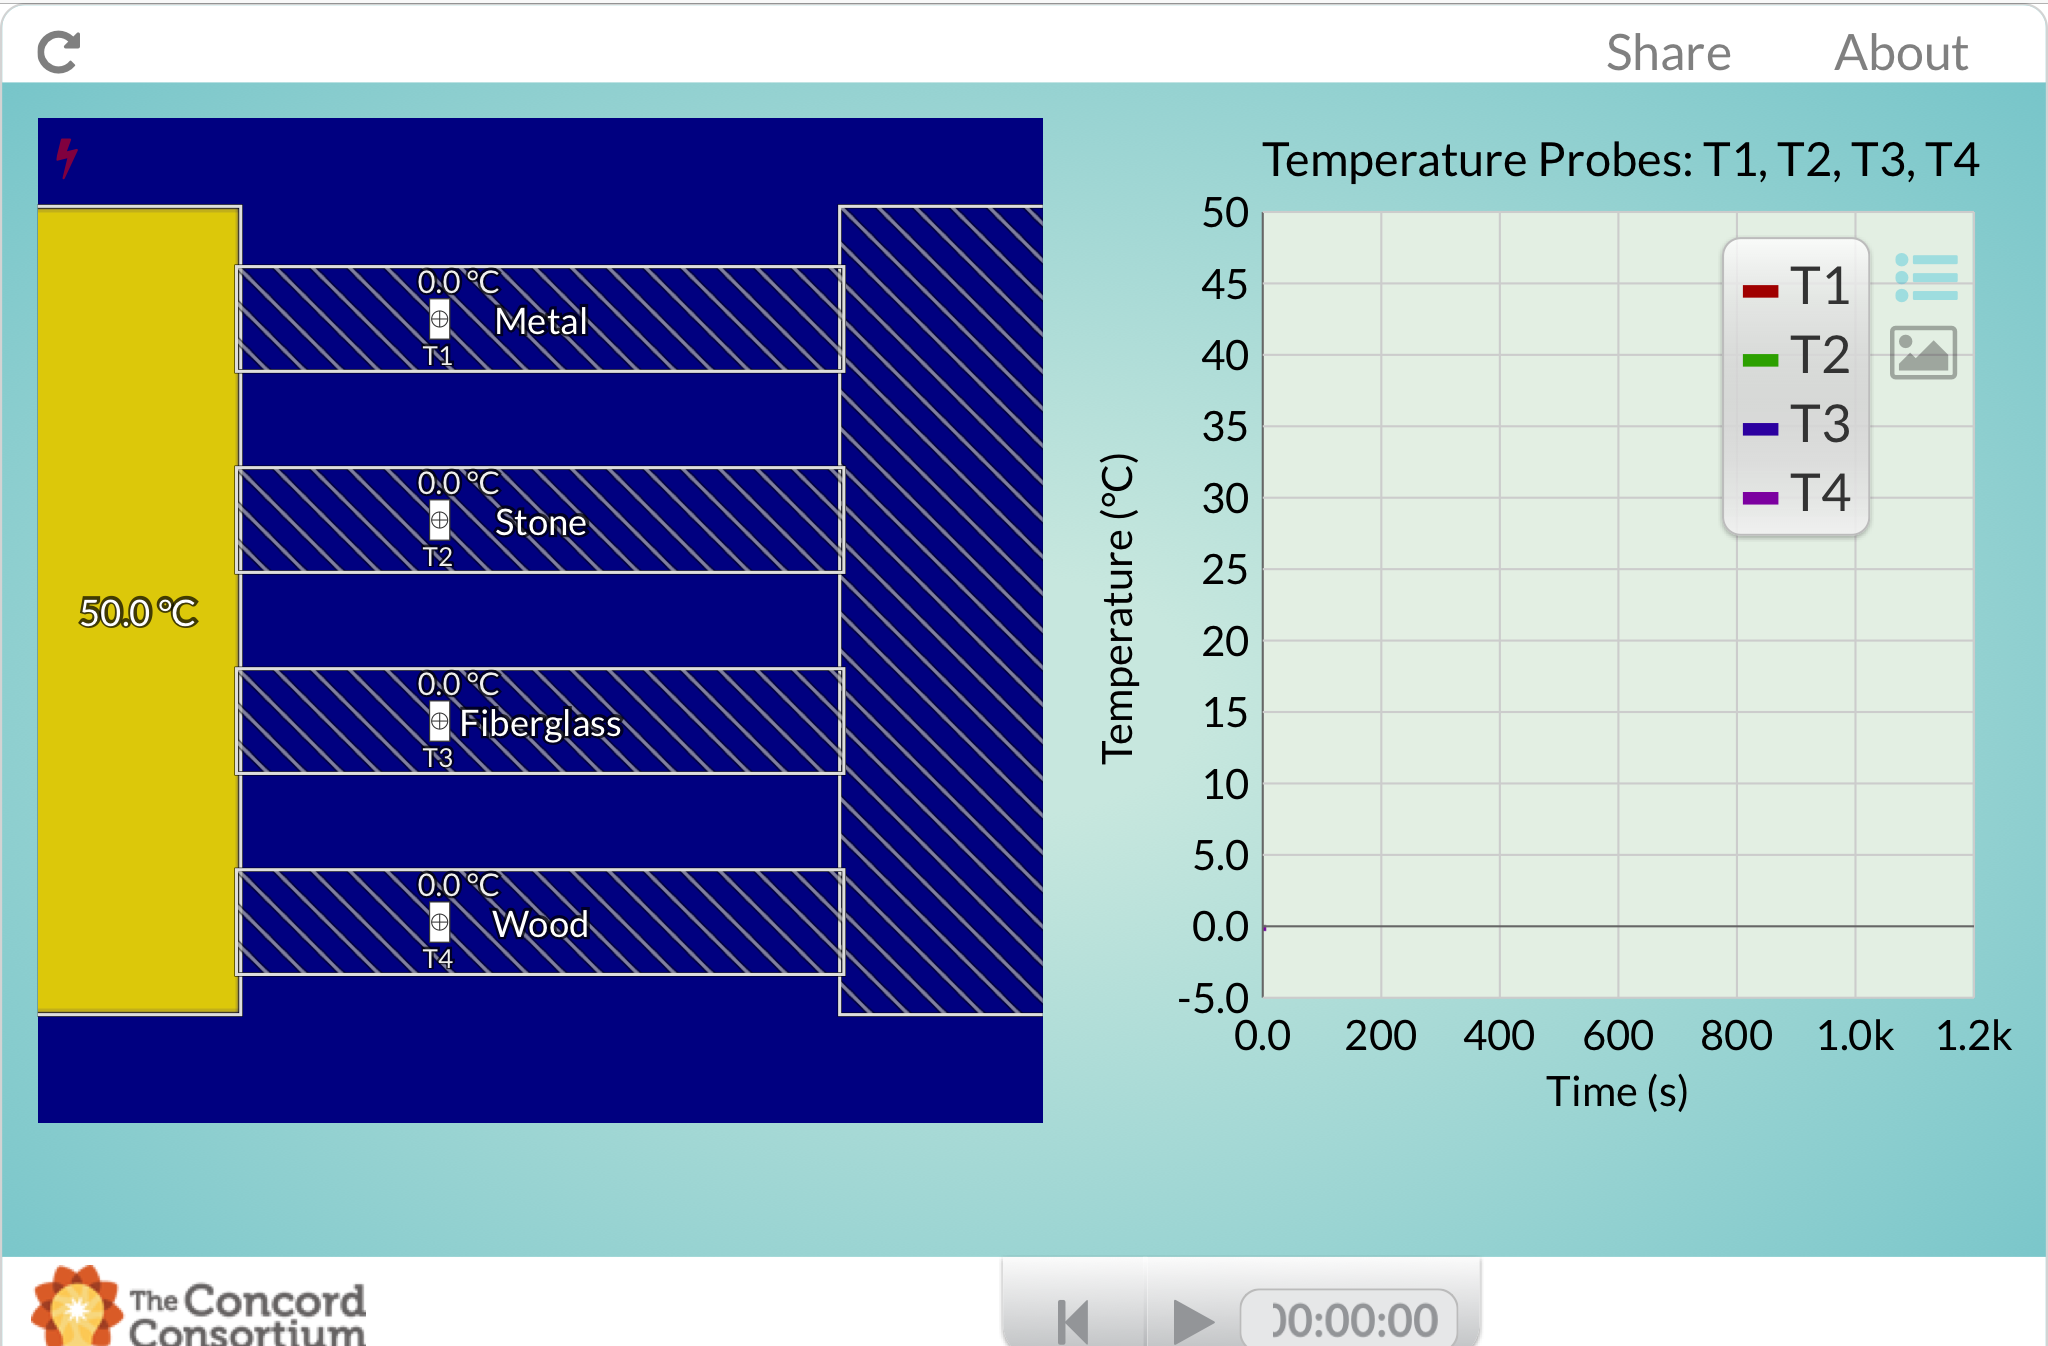 Share About
0.0 °C
Metal
T1
0.0 °C
Stone
T2
50.0 °C
0.0 °C
Fiberglass
T3
0.0 °C
Wood
T4
Temperature Probes: T1, T2, T3, T4
Temperature (°C)
50
45
40
35
30
25
20
15
10
5.0
0.0
-5.0
T1
T2
T3
T4
0.0 200 400 600 800 1.0k 1.2k
Time (s)
The Concord
Consortium
00:00:00